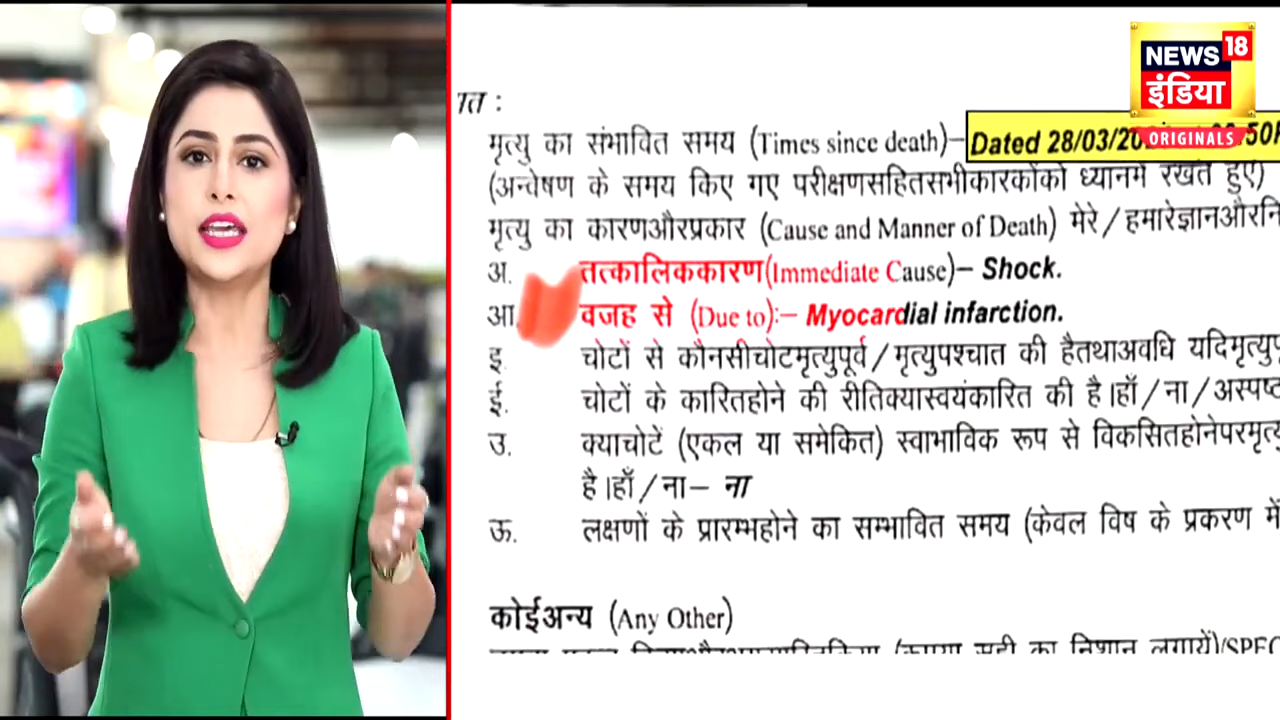 NEWS 18
इंडिया
ORIGINALS
मृत्यु का संभावित समय (Times since death)– Dated 28/03/20
(अन्वेषण के समय किए गए परीक्षणसहितसभीकारकोंको ध्यानमे रखते हुए)
मृत्यु का कारणऔरप्रकार (Cause and Manner of Death) मेरे/हमारेज्ञानऔर
अ. तत्कालिककारण(Immediate Cause)– Shock.
आ. वजह से (Due to):– Myocardial infarction.
इ. चोटों से कौनसीचोटमृत्युपूर्व/मृत्युपश्चात की हैतथाअवधि
ई. चोटों के कारितहोने की रीतिक्यास्वयंकारित की है।हाँ/ना/अस्पष्ट
उ. क्याचोटें (एकल या समेकित) स्वाभाविक रूप से विकसितहोनेपर
है।हाँ/ना– ना
ऊ. लक्षणों के प्रारम्भहोने का सम्भावित समय (केवल विष के प्रकरण में
कोईअन्य (Any Other)